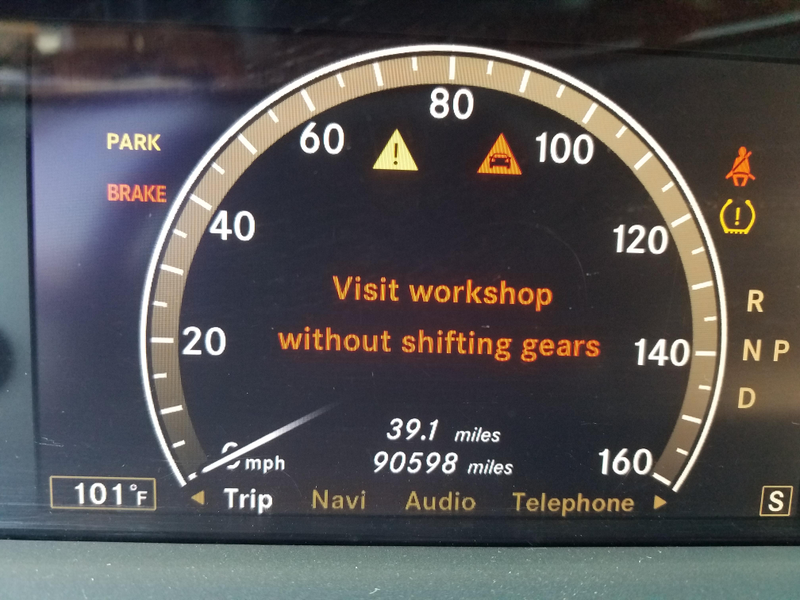 80
60
100
PARK
BRAKE
40
120
Visit workshop
without shifting gears
R
20
140
N P
D
39.1 miles
0 mph
90598 miles
160
101°F
Trip Navi Audio Telephone
S